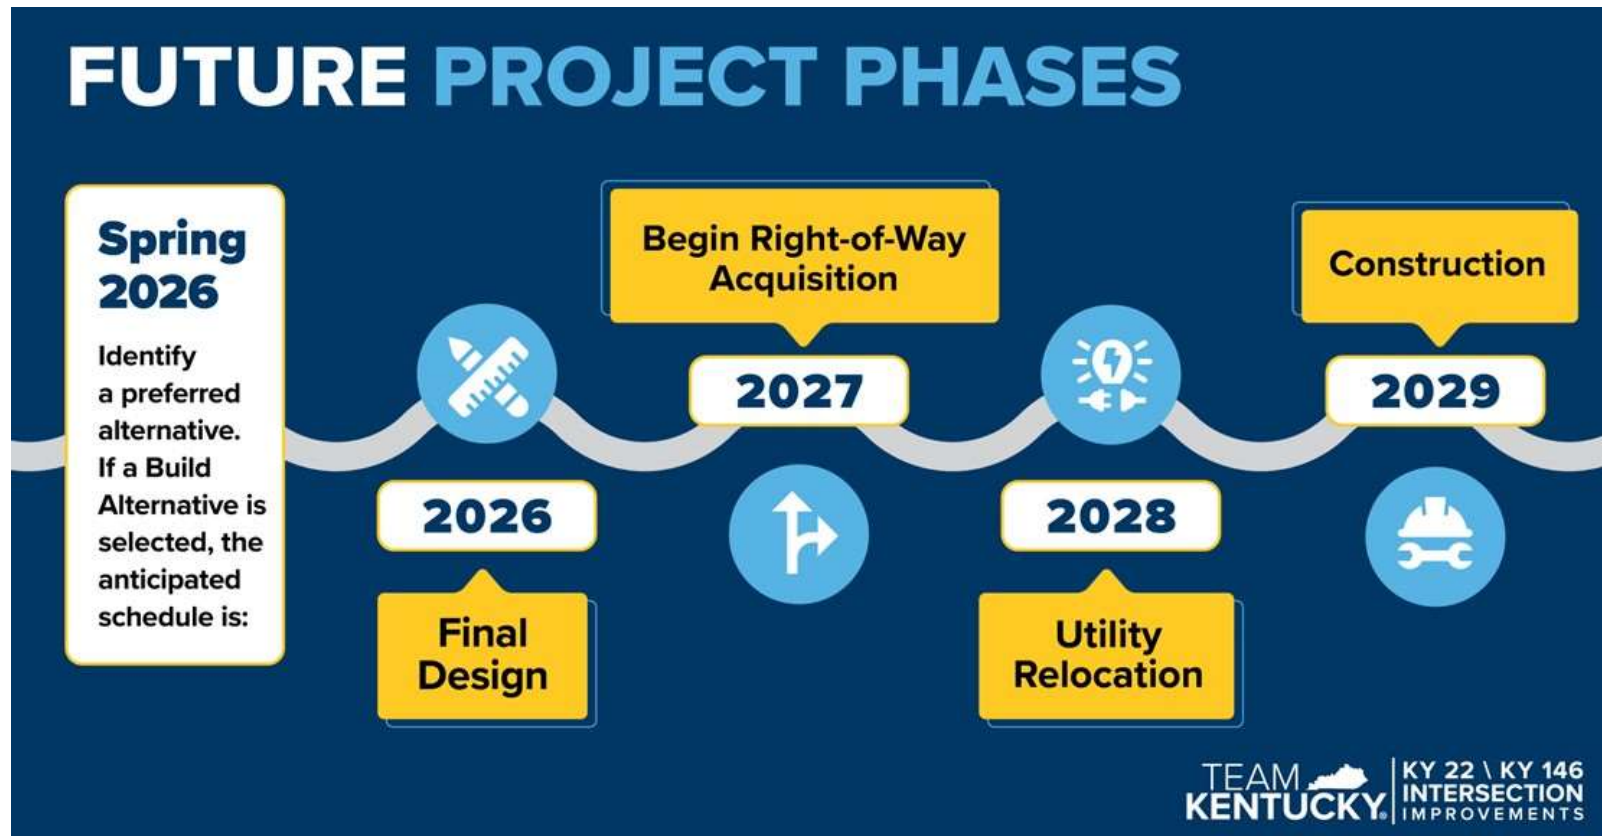 FUTURE PROJECT PHASES
Spring
2026
Identify
a preferred
alternative.
If a Build
Alternative is
selected, the
anticipated
schedule is:
2026
Final
Design
Begin Right-of-Way
Acquisition
2027
2028
Utility
Relocation
Construction
2029
TEAM
KENTUCKY®
KY 22 \ KY 146
INTERSECTION
IMPROVEMENTS